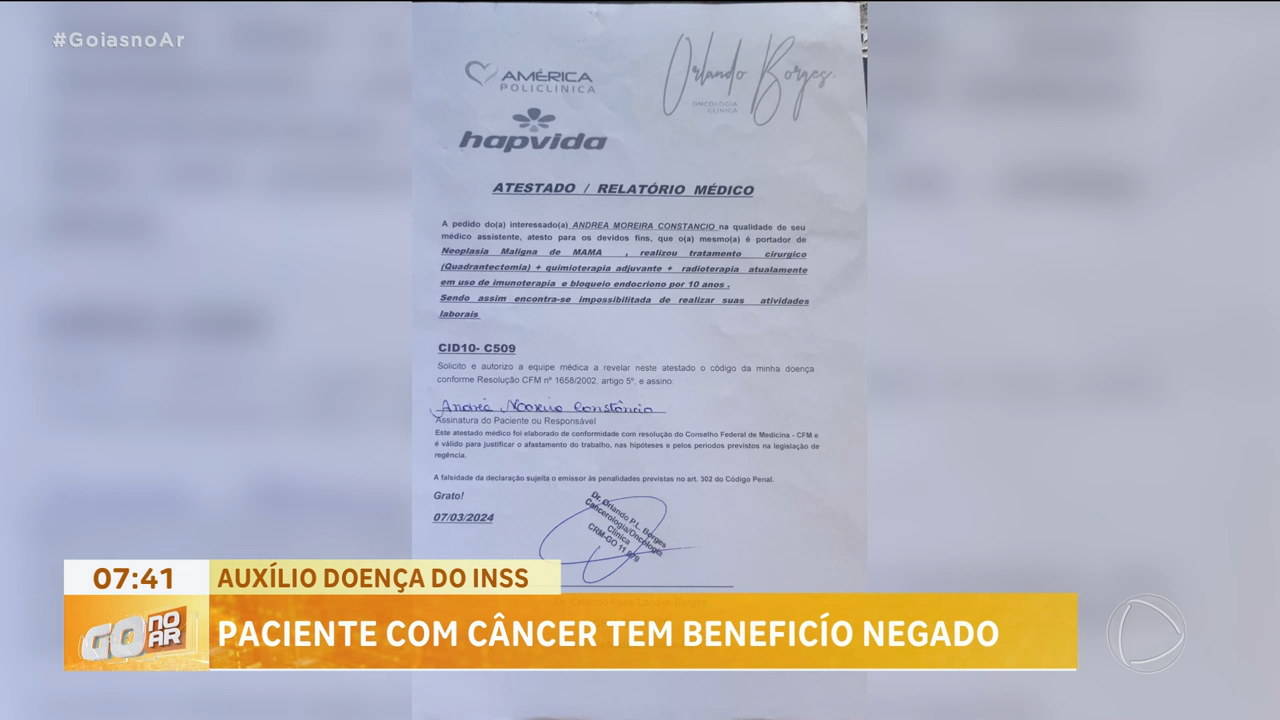 #GoiasnoAr
AMÉRICA
POLICLÍNICA
Orlando Borges.
ONCOLOGIA
CLÍNICA
hapvida
ATESTADO / RELATÓRIO MÉDICO
A pedido do(a) interessado(a) ANDREA MOREIRA CONSTANCIO na qualidade de seu
médico assistente, atesto para os devidos fins, que o(a) mesmo(a) é portador de
Neoplasia Maligna de MAMA , realizou tratamento cirurgico
(Quadrantectomia) + quimioterapia adjuvante + radioterapia atualamente
em uso de imunoterapia e bloqueio endocriono por 10 anos .
Sendo assim encontra-se impossibilitada de realizar suas atividades
laborais
CID10- C509
Solicito e autorizo a equipe médica a revelar neste atestado o código da minha doença
conforme Resolução CFM nº 1658/2002, artigo 5º, e assino:
Andréa Moreira Constâncio
Assinatura do Paciente ou Responsável
Este atestado médico foi elaborado de conformidade com resolução do Conselho Federal de Medicina - CFM e
é válido para justificar o afastamento do trabalho, nas hipóteses e pelos periodos previstos na legislação de
regência.
A falsidade da declaração sujeita o emissor às penalidades previstas no art. 302 do Código Penal.
Grato!
07/03/2024
Dr. Orlando P.L. Borges
Cancerologia/Oncologia
Clínica
CRM-GO 11
07:41
AUXÍLIO DOENÇA DO INSS
GO NO AR
PACIENTE COM CÂNCER TEM BENEFICÍO NEGADO